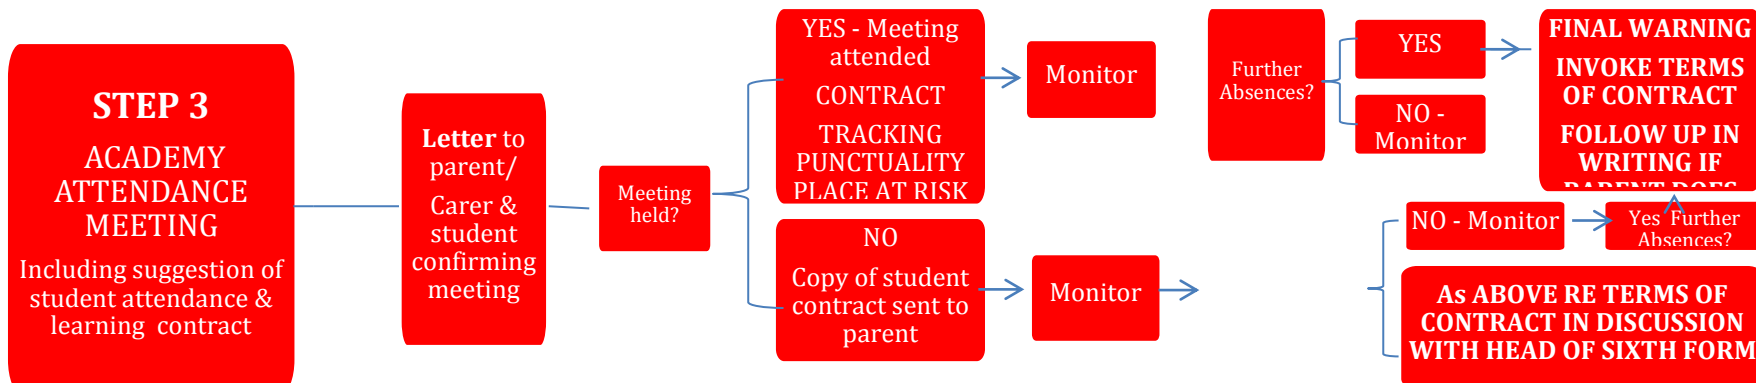 STEP 3
ACADEMY
ATTENDANCE
MEETING
Including suggestion of
student attendance &
learning contract
Letter to
parent/
Carer &
student
confirming
meeting
Meeting
held?
YES - Meeting
attended
CONTRACT
TRACKING
PUNCTUALITY
PLACE AT RISK
Monitor
NO
Copy of student
contract sent to
parent
Monitor
Further
Absences?
YES
NO -
Monitor
FINAL WARNING
INVOKE TERMS
OF CONTRACT
FOLLOW UP IN
WRITING IF
PARENT DOES
NO - Monitor
Yes Further
Absences?
As ABOVE RE TERMS OF
CONTRACT IN DISCUSSION
WITH HEAD OF SIXTH FORM